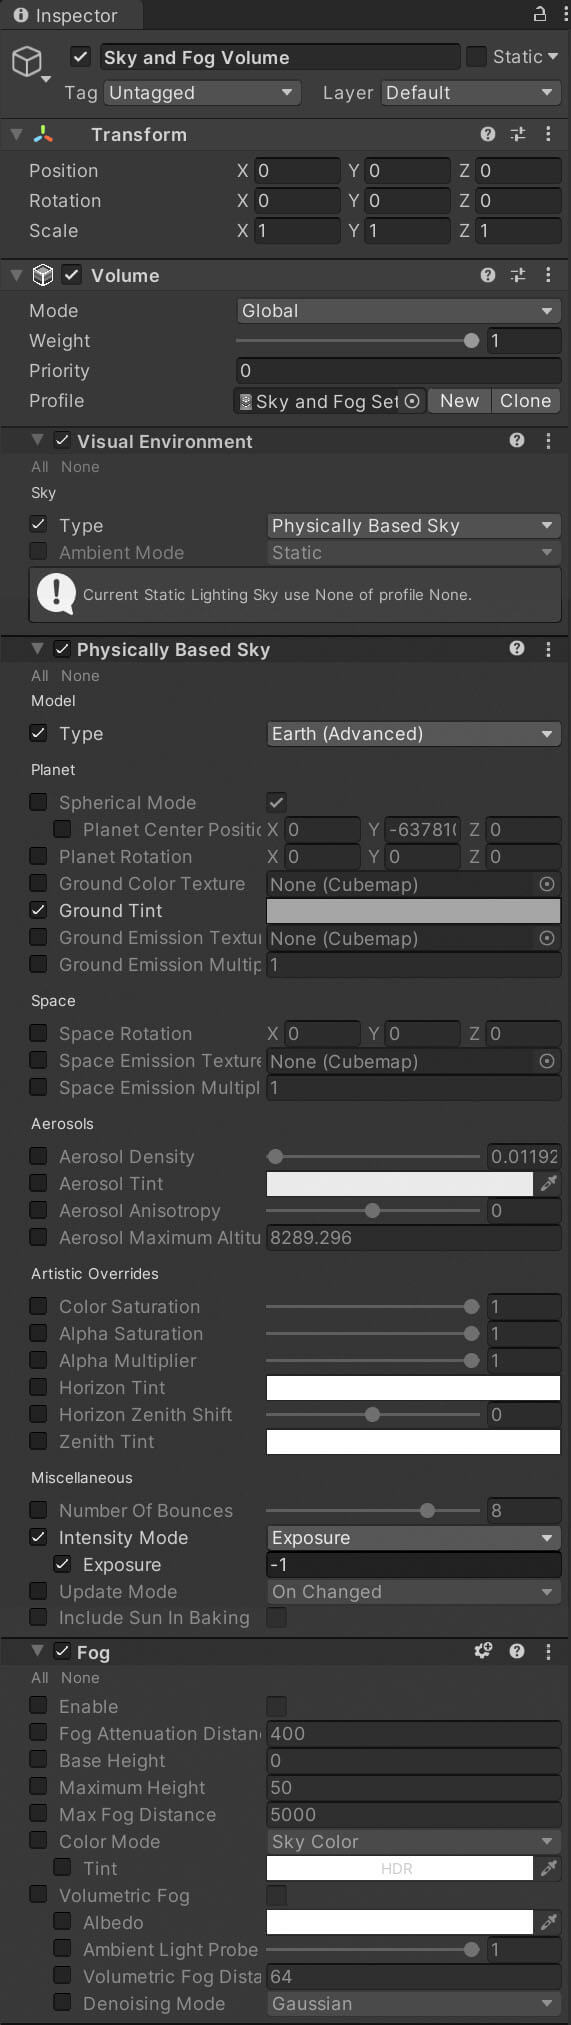 Inspector
Sky and Fog Volume Static
Tag Untagged Layer Default
Transform
Position X 0 Y 0 Z 0
Rotation X 0 Y 0 Z 0
Scale X 1 Y 1 Z 1
Volume
Mode Global
Weight 1
Priority 0
Profile Sky and Fog Set New Clone
Visual Environment
All None
Sky
Type Physically Based Sky
Ambient Mode Static
Current Static Lighting Sky use None of profile None.
Physically Based Sky
All None
Model
Type Earth (Advanced)
Planet
Spherical Mode
Planet Center Positic X 0 Y -637810 Z 0
Planet Rotation X 0 Y 0 Z 0
Ground Color Texture None (Cubemap)
Ground Tint
Ground Emission Textur None (Cubemap)
Ground Emission Multip 1
Space
Space Rotation X 0 Y 0 Z 0
Space Emission Texture None (Cubemap)
Space Emission Multipl 1
Aerosols
Aerosol Density 0.01192
Aerosol Tint
Aerosol Anisotropy 0
Aerosol Maximum Altitu 8289.296
Artistic Overrides
Color Saturation 1
Alpha Saturation 1
Alpha Multiplier 1
Horizon Tint
Horizon Zenith Shift 0
Zenith Tint
Miscellaneous
Number Of Bounces 8
Intensity Mode Exposure
Exposure -1
Update Mode On Changed
Include Sun In Baking
Fog
All None
Enable
Fog Attenuation Distan 400
Base Height 0
Maximum Height 50
Max Fog Distance 5000
Color Mode Sky Color
Tint HDR
Volumetric Fog
Albedo
Ambient Light Probe 1
Volumetric Fog Dista 64
Denoising Mode Gaussian